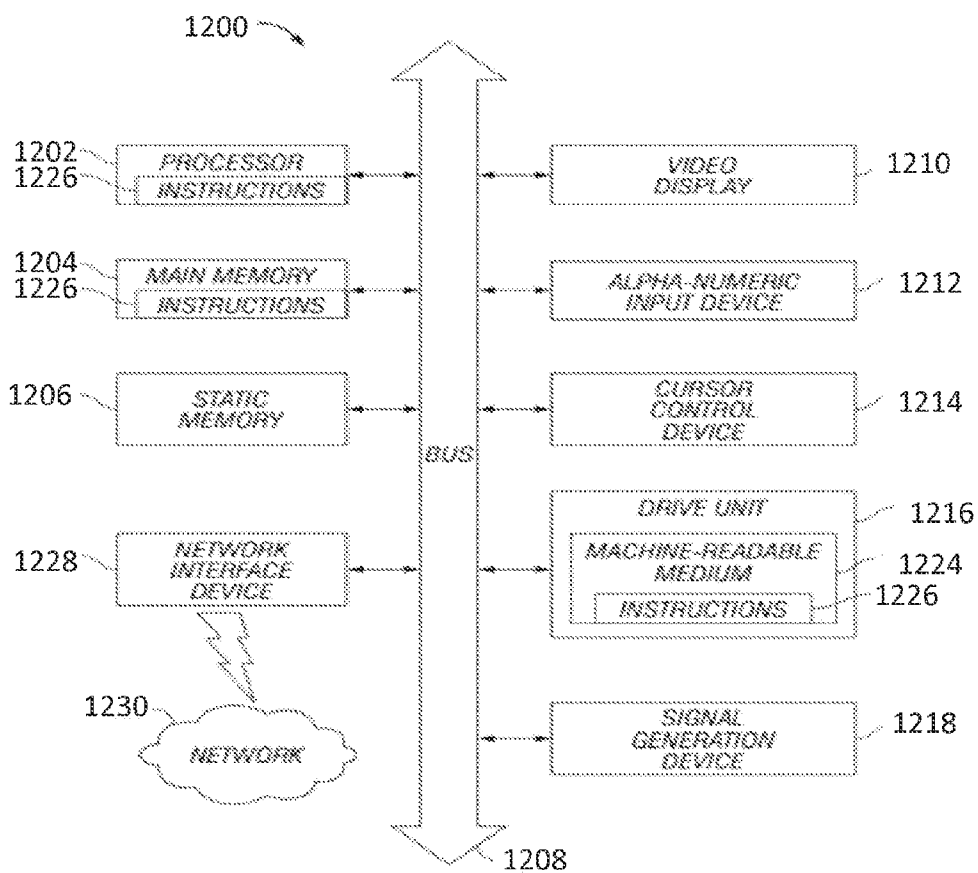 1200
1202
PROCESSOR
1226
INSTRUCTIONS
1204
MAIN MEMORY
1226
INSTRUCTIONS
1206
STATIC
MEMORY
1228
NETWORK
INTERFACE
DEVICE
1230
NETWORK
BUS
1208
VIDEO
DISPLAY
1210
ALPHA-NUMERIC
INPUT DEVICE
1212
CURSOR
CONTROL
DEVICE
1214
DRIVE UNIT
1216
MACHINE-READABLE
MEDIUM
1224
INSTRUCTIONS
1226
SIGNAL
GENERATION
DEVICE
1218